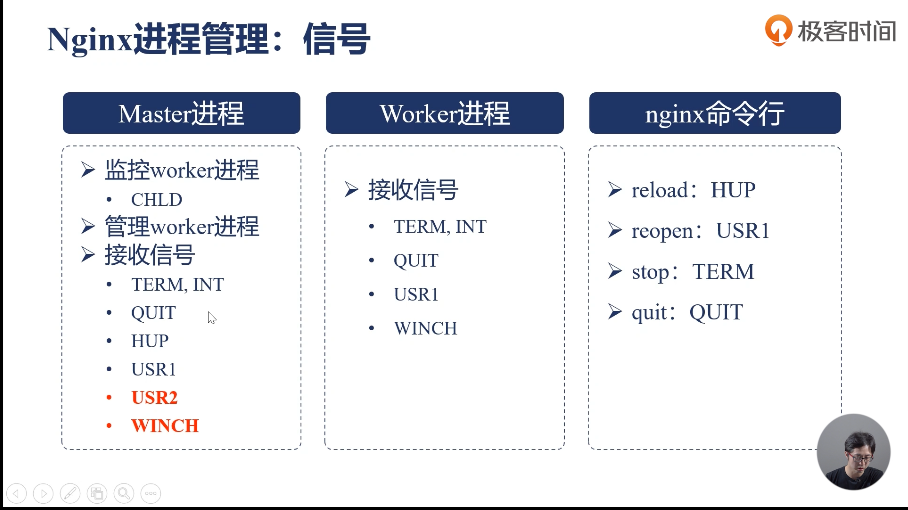 Nginx进程管理：信号
极客时间
Master进程
监控worker进程
CHLD
管理worker进程
接收信号
TERM, INT
QUIT
HUP
USR1
USR2
WINCH
Worker进程
接收信号
TERM, INT
QUIT
USR1
WINCH
nginx命令行
reload：HUP
reopen：USR1
stop：TERM
quit：QUIT